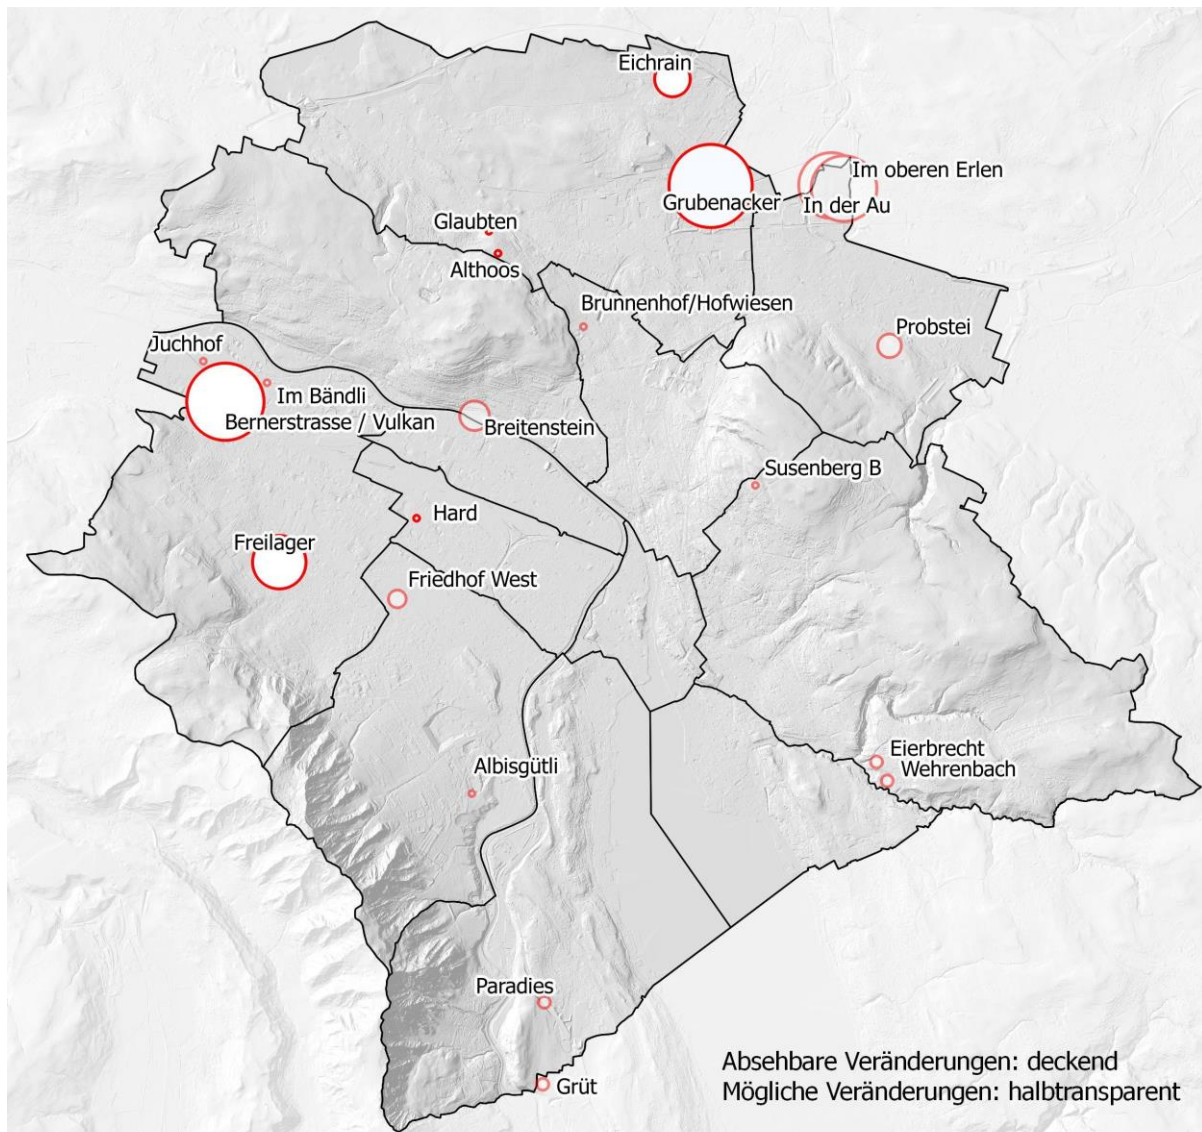 Eichrain
Im oberen Erlen
Grubenacker
In der Au
Glaubten
Althoos
Brunnenhof/Hofwiesen
Probstei
Juchhof
Im Bändli
Bernerstrasse / Vulkan
Breitenstein
Susenberg B
Hard
Freilager
Friedhof West
Eierbrecht
Wehrenbach
Albisgütli
Paradies
Grüt
Absehbare Veränderungen: deckend
Mögliche Veränderungen: halbtransparent